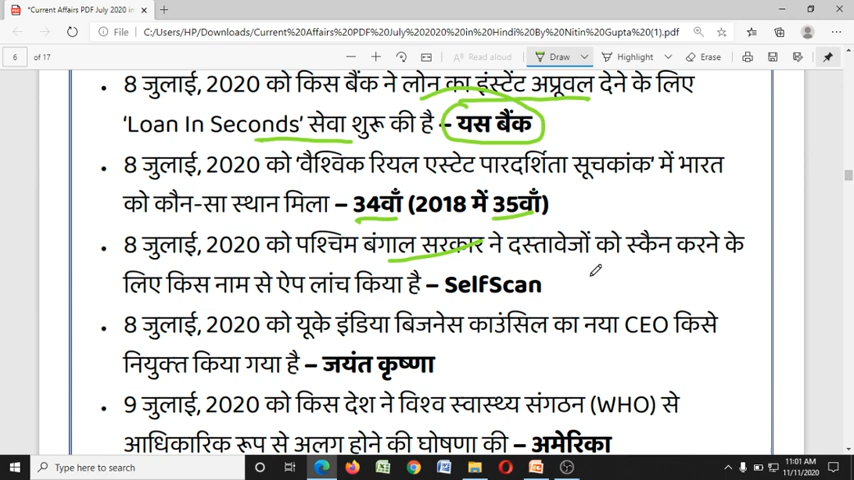 *Current Affairs PDF July 2020 in
File C:/Users/HP/Downloads/Current%20Affairs%20PDF%20July%202020%20in%20Hindi%20By%20Nitin%20Gupta%20(1).pdf
6 of 17 Read aloud Draw Highlight Erase
• 8 जुलाई, 2020 को किस बैंक ने लोन का इंस्टेंट अप्रूवल देने के लिए
‘Loan In Seconds’ सेवा शुरू की है – यस बैंक
• 8 जुलाई, 2020 को ‘वैश्विक रियल एस्टेट पारदर्शिता सूचकांक’ में भारत
को कौन-सा स्थान मिला – 34वाँ (2018 में 35वाँ)
• 8 जुलाई, 2020 को पश्चिम बंगाल सरकार ने दस्तावेजों को स्कैन करने के
लिए किस नाम से ऐप लांच किया है – SelfScan
• 8 जुलाई, 2020 को यूके इंडिया बिजनेस काउंसिल का नया CEO किसे
नियुक्त किया गया है – जयंत कृष्णा
• 9 जुलाई, 2020 को किस देश ने विश्व स्वास्थ्य संगठन (WHO) से
आधिकारिक रूप से अलग होने की घोषणा की – अमेरिका
Type here to search
11:01 AM
11/11/2020